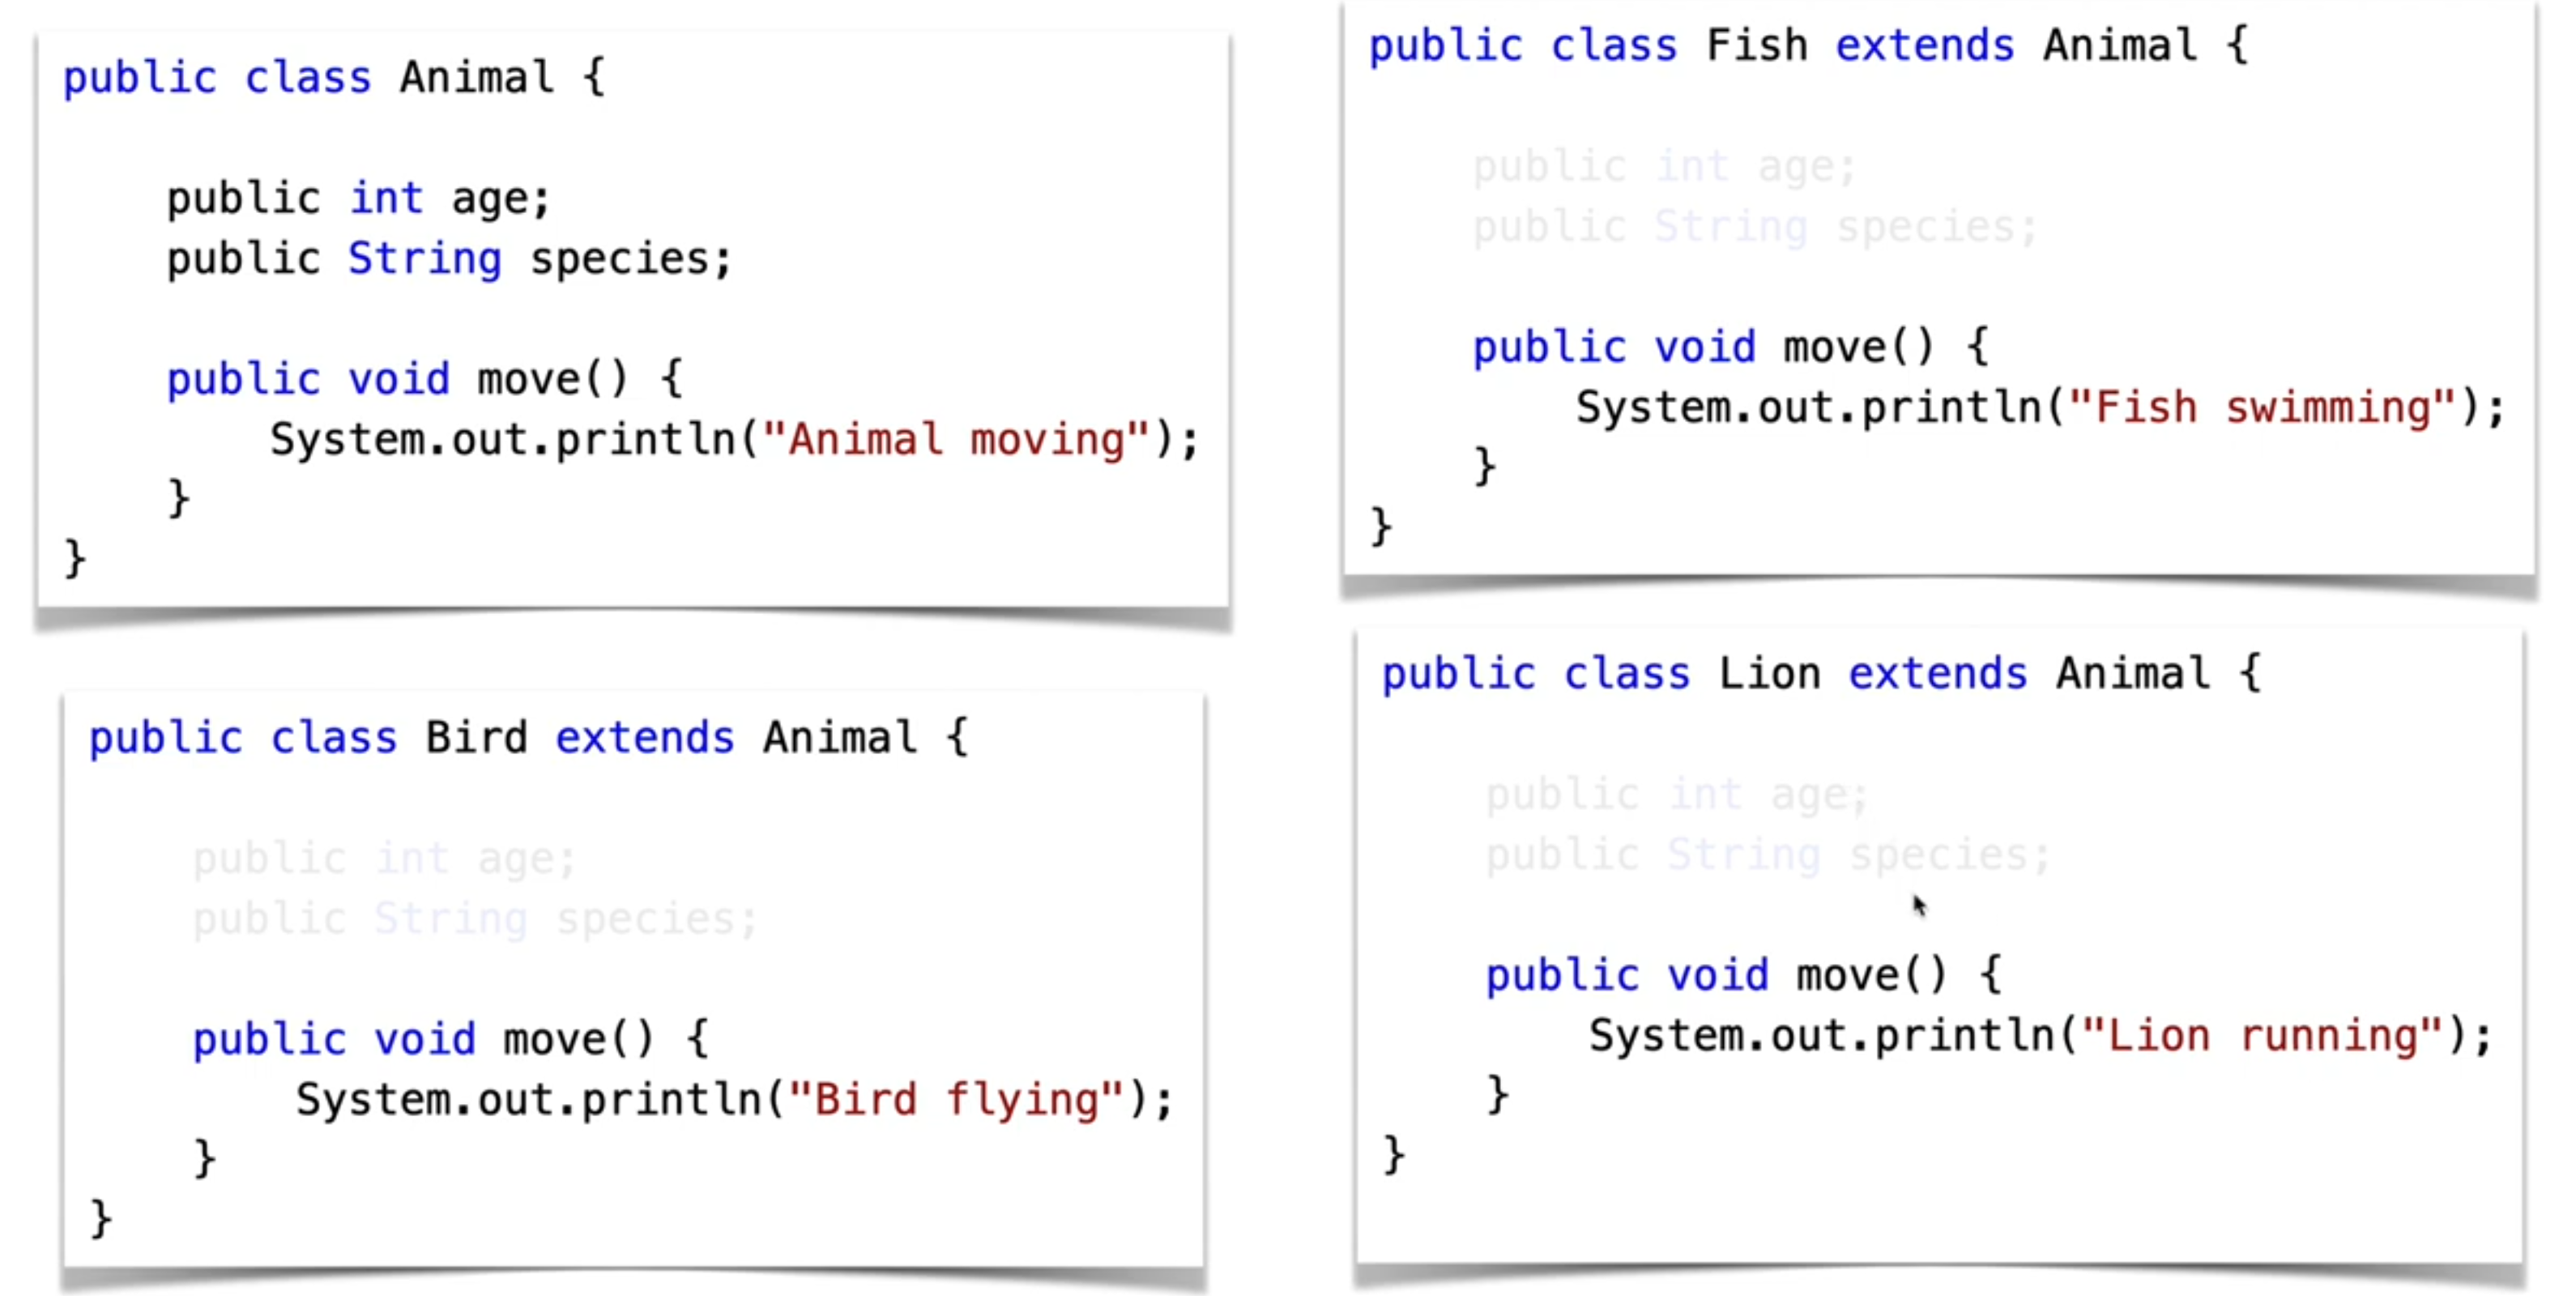 public class Animal {
public int age;
public String species;
public void move() {
System.out.println("Animal moving");
}
}
public class Fish extends Animal {
public int age;
public String species;
public void move() {
System.out.println("Fish swimming");
}
}
public class Bird extends Animal {
public int age;
public String species;
public void move() {
System.out.println("Bird flying");
}
}
public class Lion extends Animal {
public int age;
public String species;
public void move() {
System.out.println("Lion running");
}
}